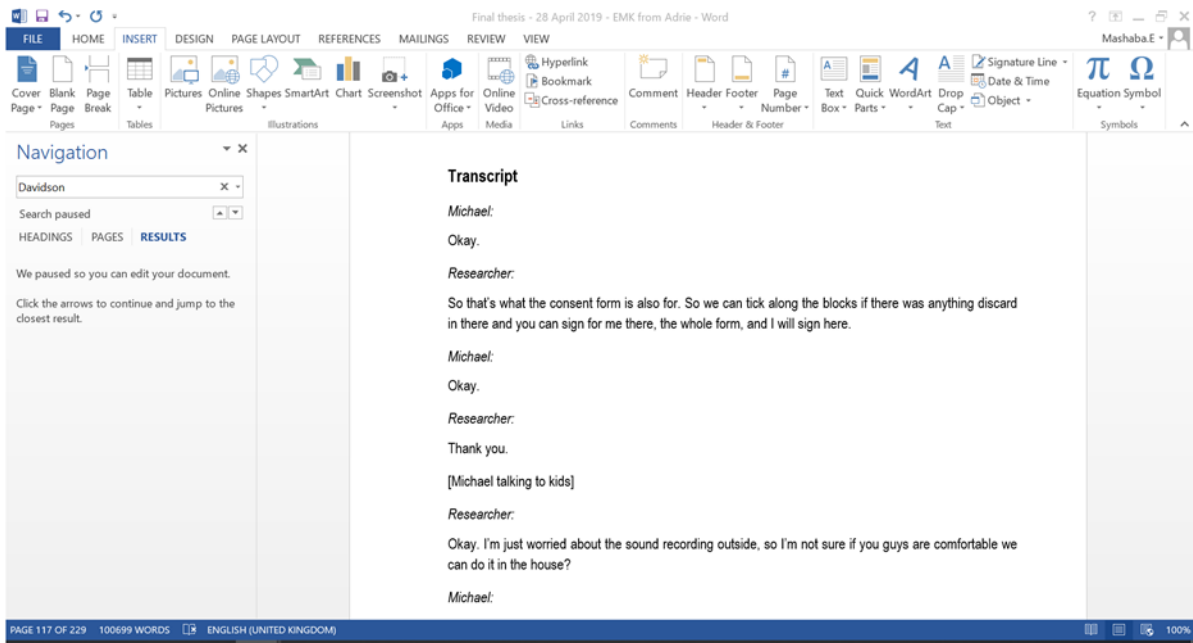 Final thesis - 28 April 2019 - EMK from Adrie - Word
FILE HOME INSERT DESIGN PAGE LAYOUT REFERENCES MAILINGS REVIEW VIEW
Mashaba.E
Cover Page
Blank Page
Page Break
Pages
Table
Tables
Pictures
Online Pictures
Shapes
SmartArt
Chart
Screenshot
Illustrations
Apps for Office
Apps
Online Video
Media
Hyperlink
Bookmark
Cross-reference
Links
Comment
Comments
Header
Footer
Page Number
Header & Footer
Text Box
Quick Parts
WordArt
Drop Cap
Signature Line
Date & Time
Object
Text
π Equation
Ω Symbol
Symbols
Navigation
Davidson
Search paused
HEADINGS PAGES RESULTS
We paused so you can edit your document.
Click the arrows to continue and jump to the
closest result.
Transcript
Michael:
Okay.
Researcher:
So that's what the consent form is also for. So we can tick along the blocks if there was anything discard
in there and you can sign for me there, the whole form, and I will sign here.
Michael:
Okay.
Researcher:
Thank you.
[Michael talking to kids]
Researcher:
Okay. I'm just worried about the sound recording outside, so I'm not sure if you guys are comfortable we
can do it in the house?
Michael:
PAGE 117 OF 229 100699 WORDS ENGLISH (UNITED KINGDOM) 100%